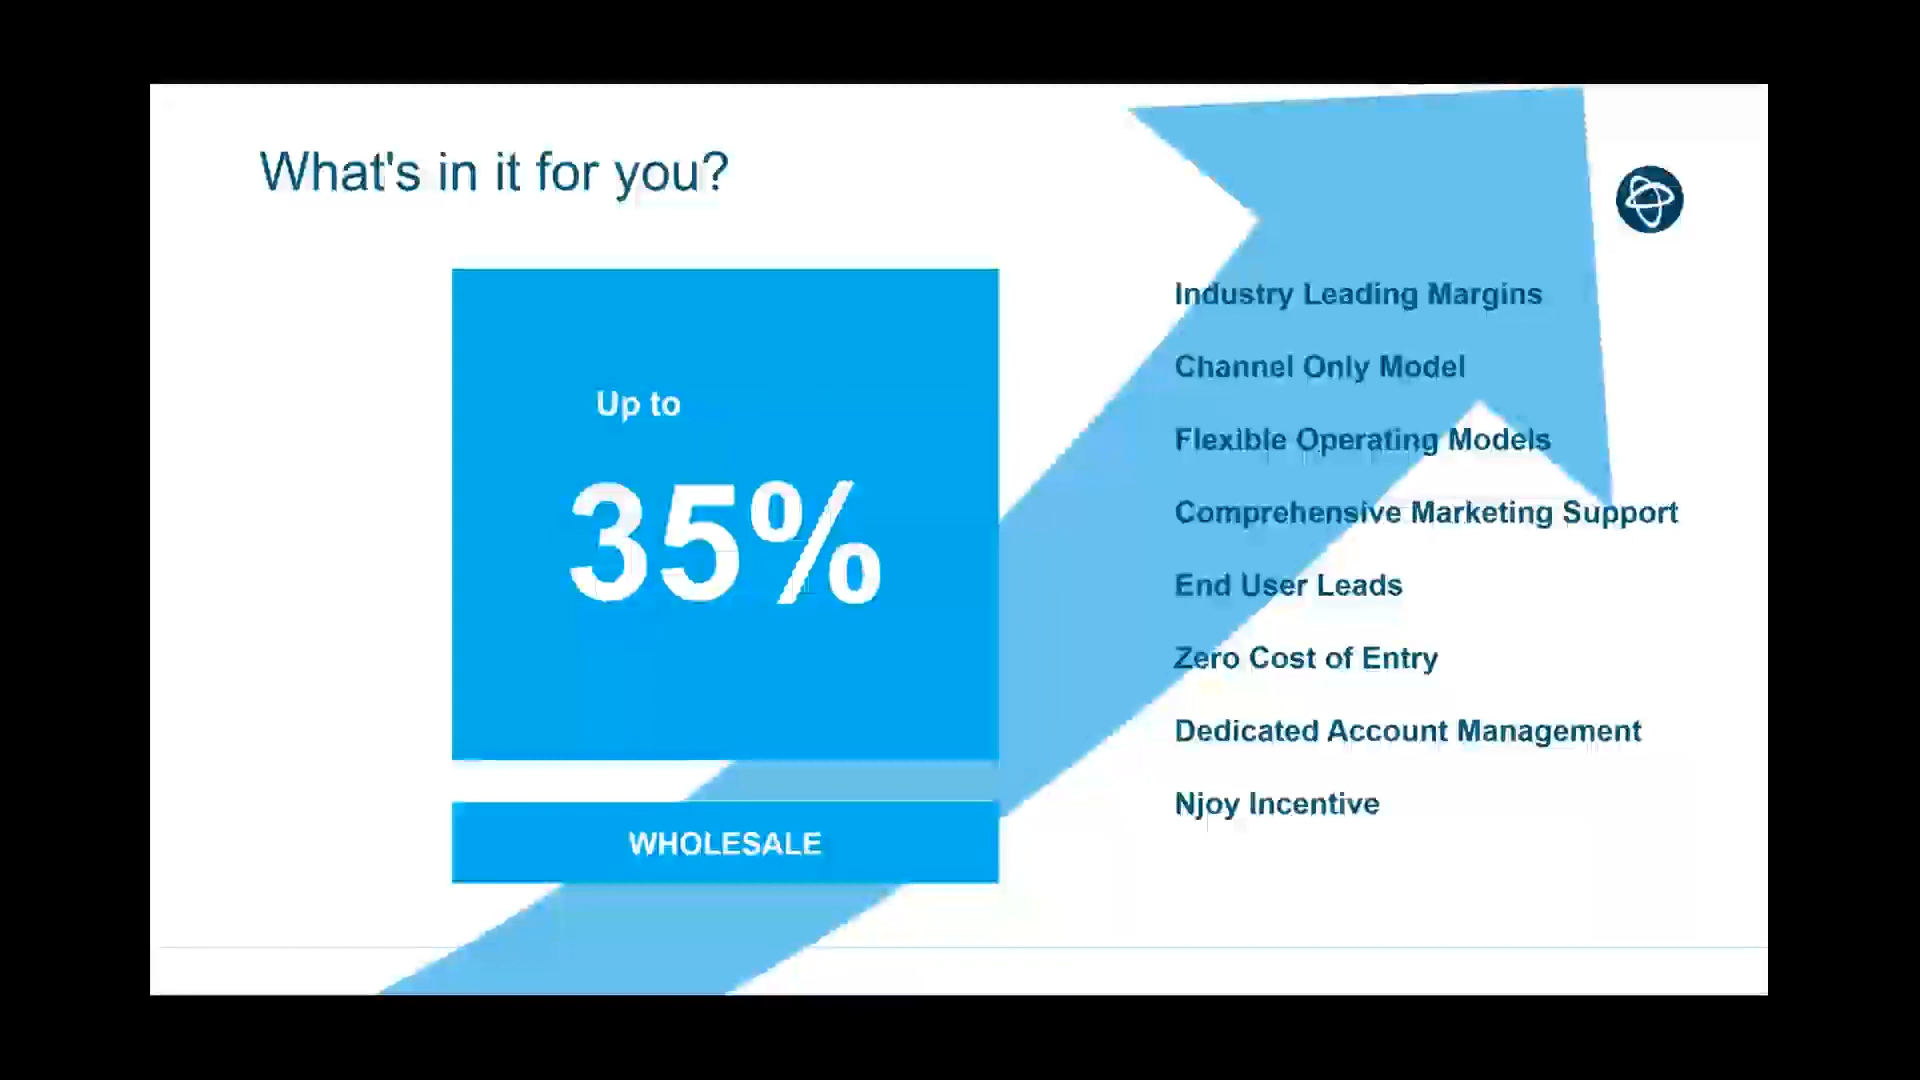 What's in it for you?
Up to
35%
WHOLESALE
Industry Leading Margins
Channel Only Model
Flexible Operating Models
Comprehensive Marketing Support
End User Leads
Zero Cost of Entry
Dedicated Account Management
Njoy Incentive